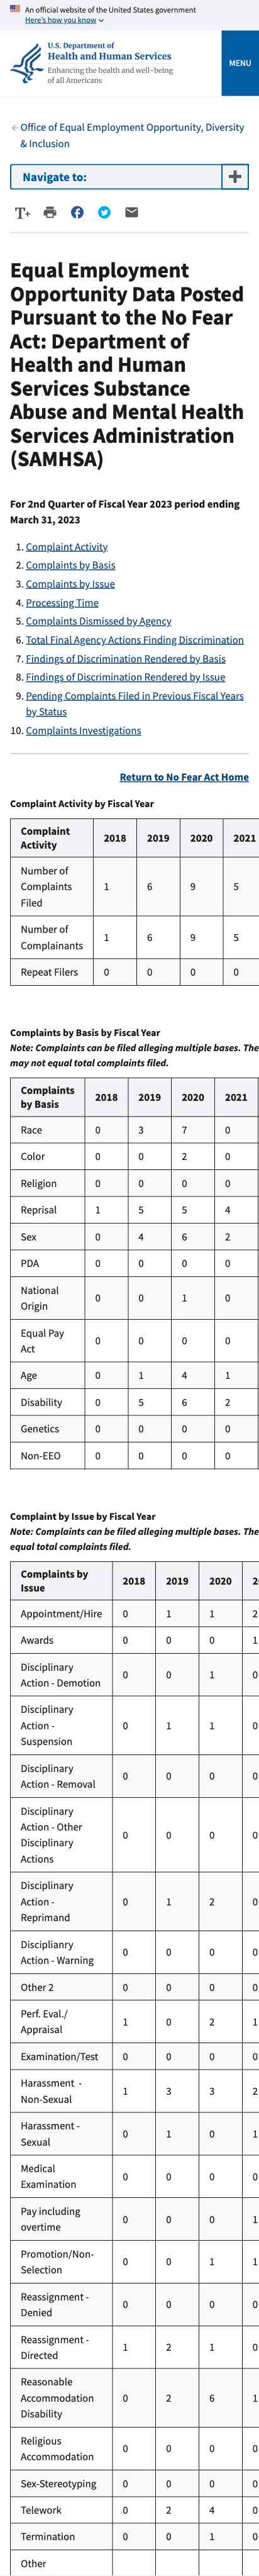 An official website of the United States government
Here's how you know
U.S. Department of
Health and Human Services
Enhancing the health and well-being
of all Americans
MENU
Office of Equal Employment Opportunity, Diversity
& Inclusion
Navigate to:
T+
Equal Employment
Opportunity Data Posted
Pursuant to the No Fear
Act: Department of
Health and Human
Services Substance
Abuse and Mental Health
Services Administration
(SAMHSA)
For 2nd Quarter of Fiscal Year 2023 period ending
March 31, 2023
1. Complaint Activity
2. Complaints by Basis
3. Complaints by Issue
4. Processing Time
5. Complaints Dismissed by Agency
6. Total Final Agency Actions Finding Discrimination
7. Findings of Discrimination Rendered by Basis
8. Findings of Discrimination Rendered by Issue
9. Pending Complaints Filed in Previous Fiscal Years
by Status
10. Complaints Investigations
Return to No Fear Act Home
Complaint Activity by Fiscal Year
Complaint
Activity 2018 2019 2020 2021
Number of
Complaints
Filed 1 6 9 5
Number of
Complainants 1 6 9 5
Repeat Filers 0 0 0 0
Complaints by Basis by Fiscal Year
Note: Complaints can be filed alleging multiple bases. The
may not equal total complaints filed.
Complaints
by Basis 2018 2019 2020 2021
Race 0 3 7 0
Color 0 0 2 0
Religion 0 0 0 0
Reprisal 1 5 5 4
Sex 0 4 6 2
PDA 0 0 0 0
National
Origin 0 0 1 0
Equal Pay
Act 0 0 0 0
Age 0 1 4 1
Disability 0 5 6 2
Genetics 0 0 0 0
Non-EEO 0 0 0 0
Complaint by Issue by Fiscal Year
Note: Complaints can be filed alleging multiple bases. The
equal total complaints filed.
Complaints by
Issue 2018 2019 2020 2
Appointment/Hire 0 1 1 2
Awards 0 0 0 1
Disciplinary
Action - Demotion 0 0 1 0
Disciplinary
Action -
Suspension 0 1 1 0
Disciplinary
Action - Removal 0 0 0 0
Disciplinary
Action - Other
Disciplinary
Actions 0 0 0 0
Disciplinary
Action -
Reprimand 0 1 2 0
Disciplianry
Action - Warning 0 0 0 0
Other 2 0 0 0 0
Perf. Eval./
Appraisal 1 0 2 1
Examination/Test 0 0 0 0
Harassment -
Non-Sexual 1 3 3 2
Harassment -
Sexual 0 1 0 1
Medical
Examination 0 0 0 0
Pay including
overtime 0 0 0 1
Promotion/Non-
Selection 0 0 1 1
Reassignment -
Denied 0 0 0 0
Reassignment -
Directed 1 2 1 0
Reasonable
Accommodation
Disability 0 2 6 1
Religious
Accommodation 0 0 0 0
Sex-Stereotyping 0 0 0 0
Telework 0 2 4 0
Termination 0 0 1 0
Other